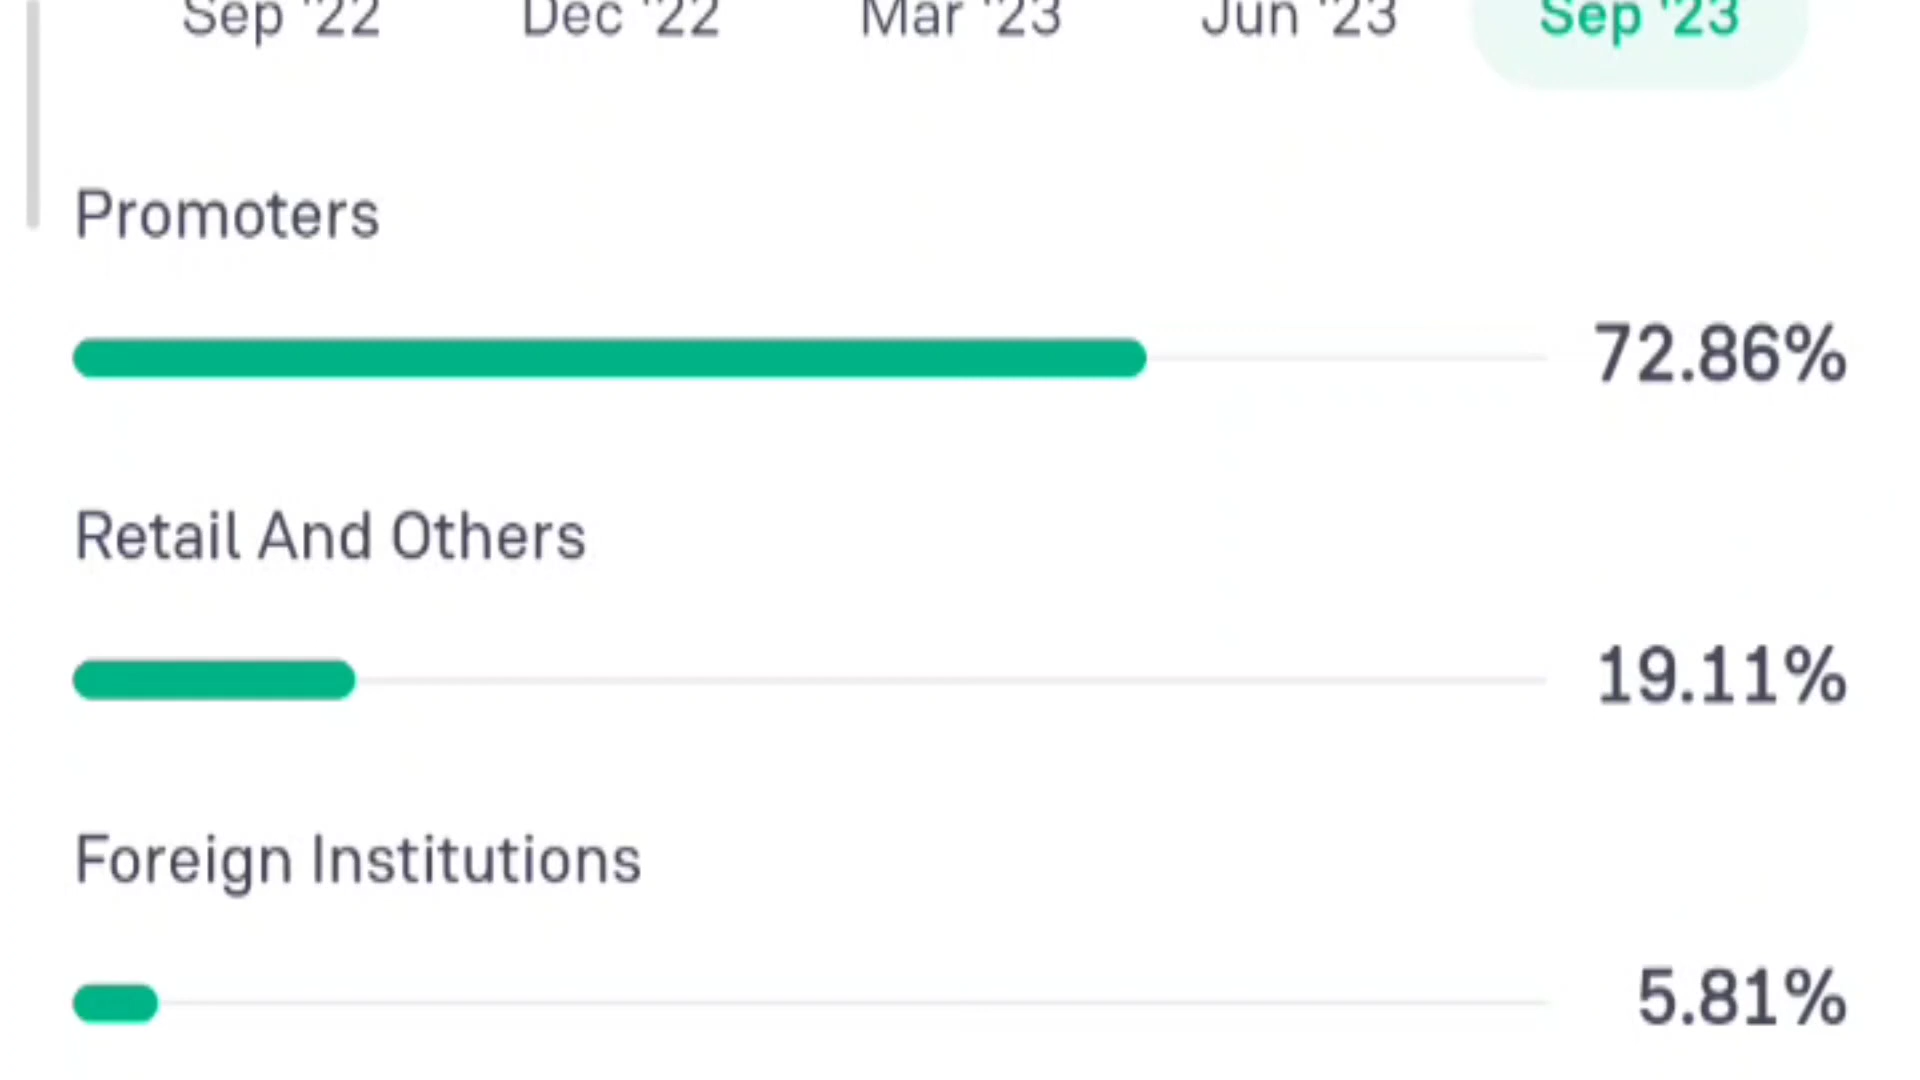 Sep '22 Dec '22 Mar '23 Jun '23 Sep '23
Promoters
72.86%
Retail And Others
19.11%
Foreign Institutions
5.81%